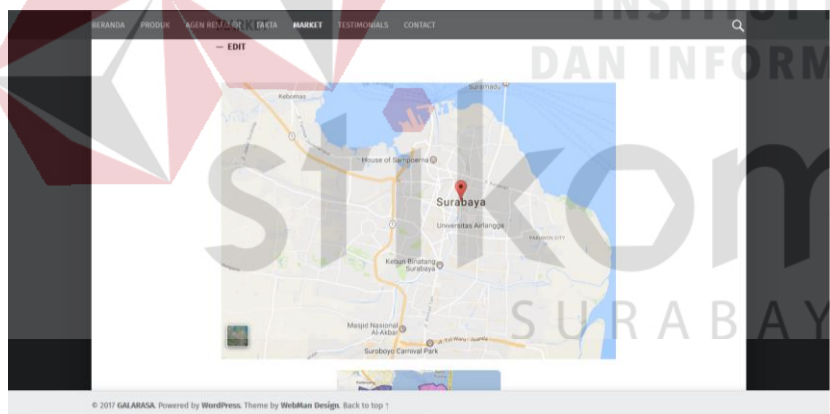 INSTITUT
BERANDA PRODUK AGEN RESELLER FAKTA MARKET TESTIMONIALS CONTACT
MARKET
— EDIT
DAN INFORM
Suramadu
Kebomas
House of Sampoerna
stikom
Surabaya
Universitas Airlangga
PAKUWON CITY
Kebun Binatang
Surabaya
Masjid Nasional
Al-Akbar
SURABAY
Suroboyo Carnival Park
© 2017 GALARASA. Powered by WordPress. Theme by WebMan Design. Back to top ↑